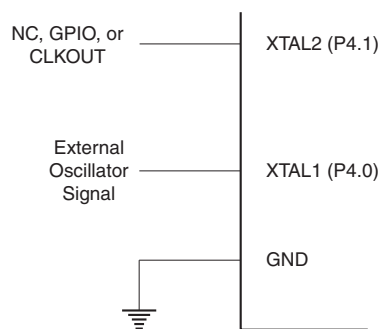 NC, GPIO, or
CLKOUT
XTAL2 (P4.1)
External
Oscillator
Signal
XTAL1 (P4.0)
GND